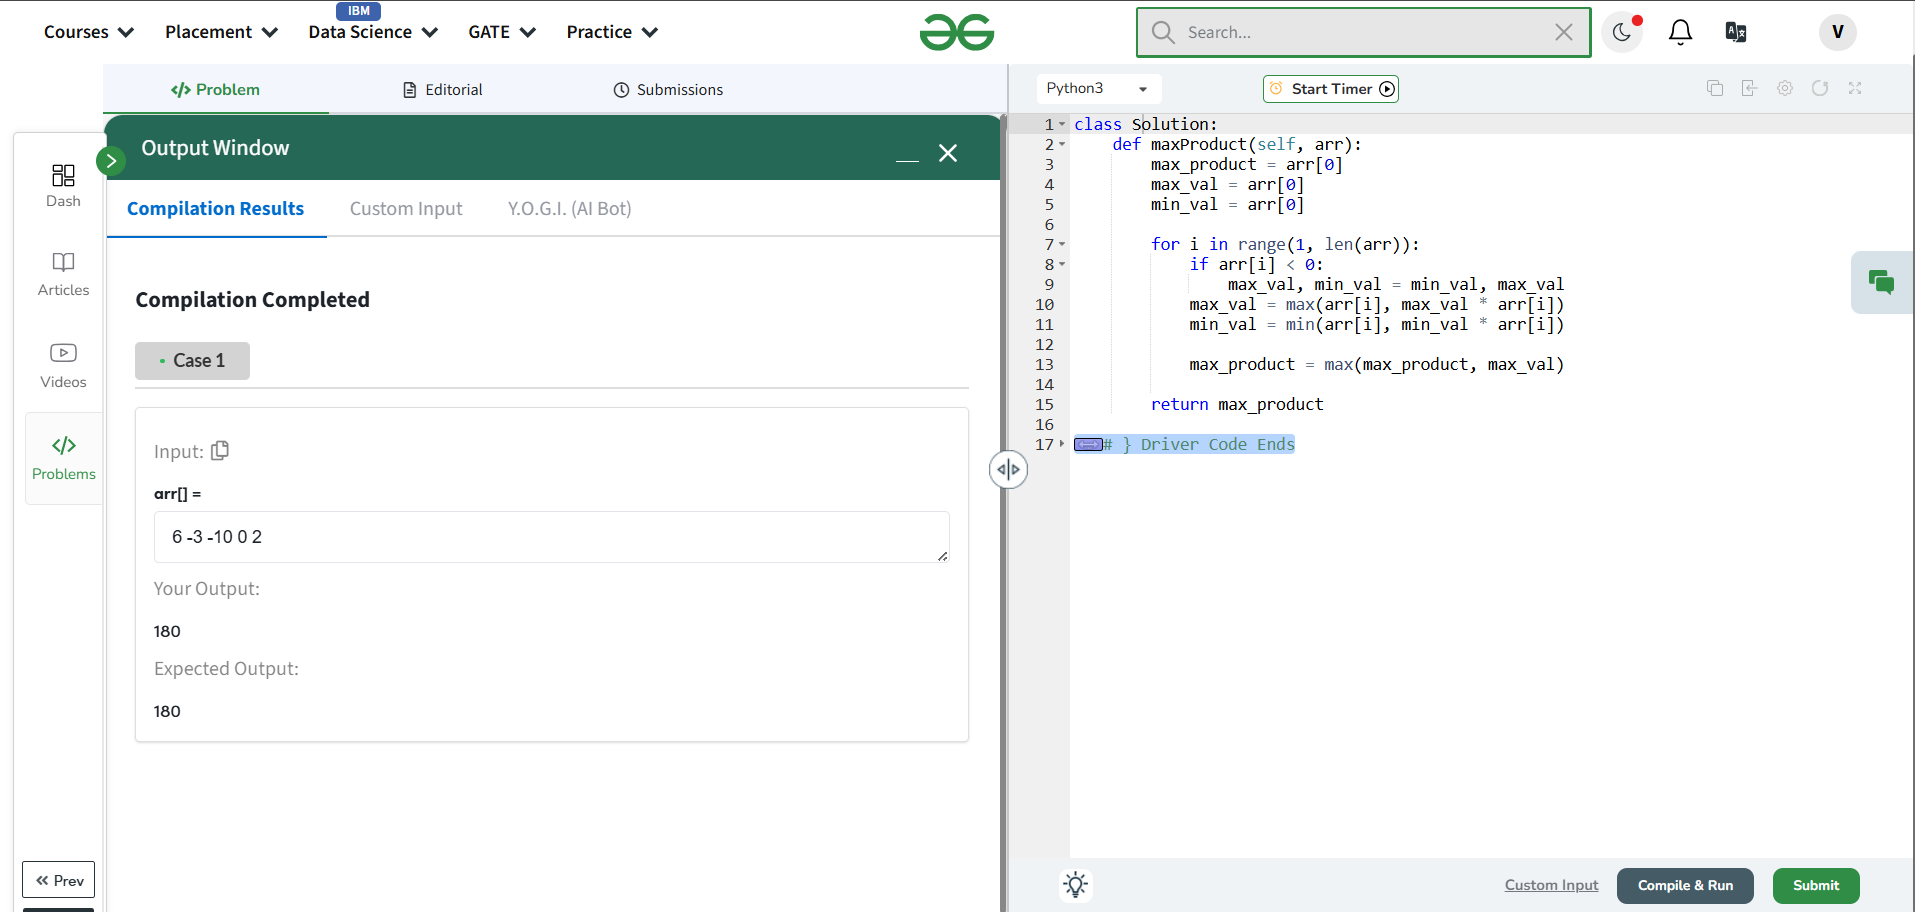 IBM
Courses Placement Data Science GATE Practice
Search...
V
Problem Editorial Submissions
Python3 Start Timer
Output Window
Dash
Articles
Videos
Problems
Prev
Compilation Results Custom Input Y.O.G.I. (AI Bot)
Compilation Completed
Case 1
Input:
arr[] =
6 -3 -10 0 2
Your Output:
180
Expected Output:
180
1 class Solution:
2 def maxProduct(self, arr):
3 max_product = arr[0]
4 max_val = arr[0]
5 min_val = arr[0]
6
7 for i in range(1, len(arr)):
8 if arr[i] < 0:
9 max_val, min_val = min_val, max_val
10 max_val = max(arr[i], max_val * arr[i])
11 min_val = min(arr[i], min_val * arr[i])
12
13 max_product = max(max_product, max_val)
14
15 return max_product
16
17 # } Driver Code Ends
Custom Input Compile & Run Submit